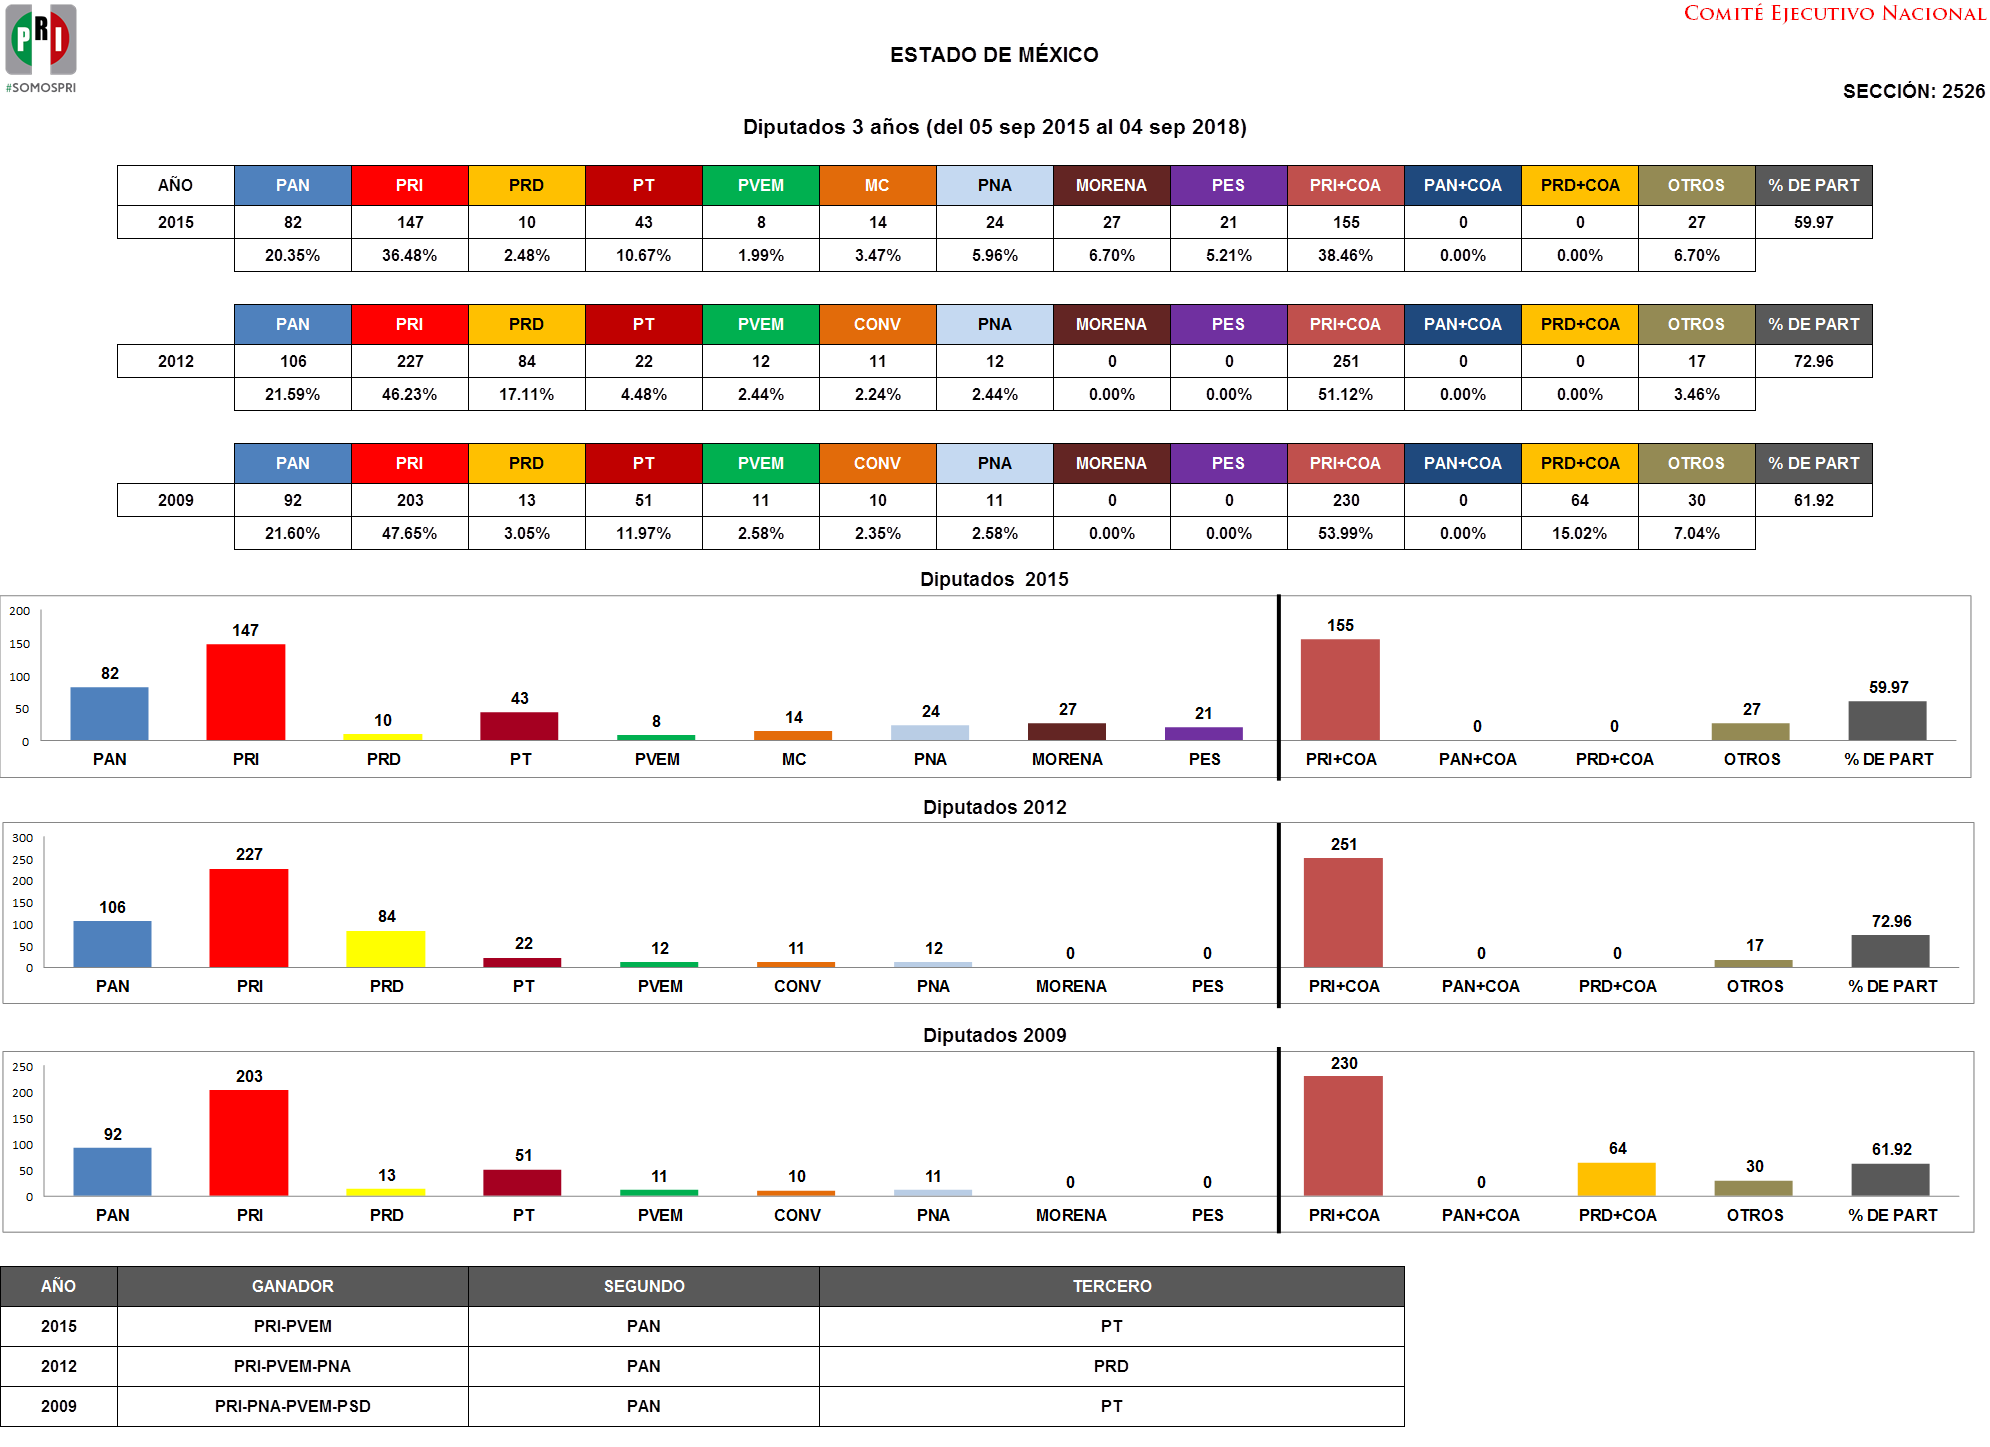 PRI
#SOMOSPRI
COMITÉ EJECUTIVO NACIONAL
ESTADO DE MÉXICO
SECCIÓN: 2526
Diputados 3 años (del 05 sep 2015 al 04 sep 2018)
AÑO PAN PRI PRD PT PVEM MC PNA MORENA PES PRI+COA PAN+COA PRD+COA OTROS % DE PART
2015 82 147 10 43 8 14 24 27 21 155 0 0 27 59.97
20.35% 36.48% 2.48% 10.67% 1.99% 3.47% 5.96% 6.70% 5.21% 38.46% 0.00% 0.00% 6.70%
PAN PRI PRD PT PVEM CONV PNA MORENA PES PRI+COA PAN+COA PRD+COA OTROS % DE PART
2012 106 227 84 22 12 11 12 0 0 251 0 0 17 72.96
21.59% 46.23% 17.11% 4.48% 2.44% 2.24% 2.44% 0.00% 0.00% 51.12% 0.00% 0.00% 3.46%
PAN PRI PRD PT PVEM CONV PNA MORENA PES PRI+COA PAN+COA PRD+COA OTROS % DE PART
2009 92 203 13 51 11 10 11 0 0 230 0 64 30 61.92
21.60% 47.65% 3.05% 11.97% 2.58% 2.35% 2.58% 0.00% 0.00% 53.99% 0.00% 15.02% 7.04%
Diputados 2015
200
150
100
50
0
82 147 10 43 8 14 24 27 21 155 0 0 27 59.97
PAN PRI PRD PT PVEM MC PNA MORENA PES PRI+COA PAN+COA PRD+COA OTROS % DE PART
Diputados 2012
300
250
200
150
100
50
0
106 227 84 22 12 11 12 0 0 251 0 0 17 72.96
PAN PRI PRD PT PVEM CONV PNA MORENA PES PRI+COA PAN+COA PRD+COA OTROS % DE PART
Diputados 2009
250
200
150
100
50
0
92 203 13 51 11 10 11 0 0 230 0 64 30 61.92
PAN PRI PRD PT PVEM CONV PNA MORENA PES PRI+COA PAN+COA PRD+COA OTROS % DE PART
AÑO GANADOR SEGUNDO TERCERO
2015 PRI-PVEM PAN PT
2012 PRI-PVEM-PNA PAN PRD
2009 PRI-PNA-PVEM-PSD PAN PT